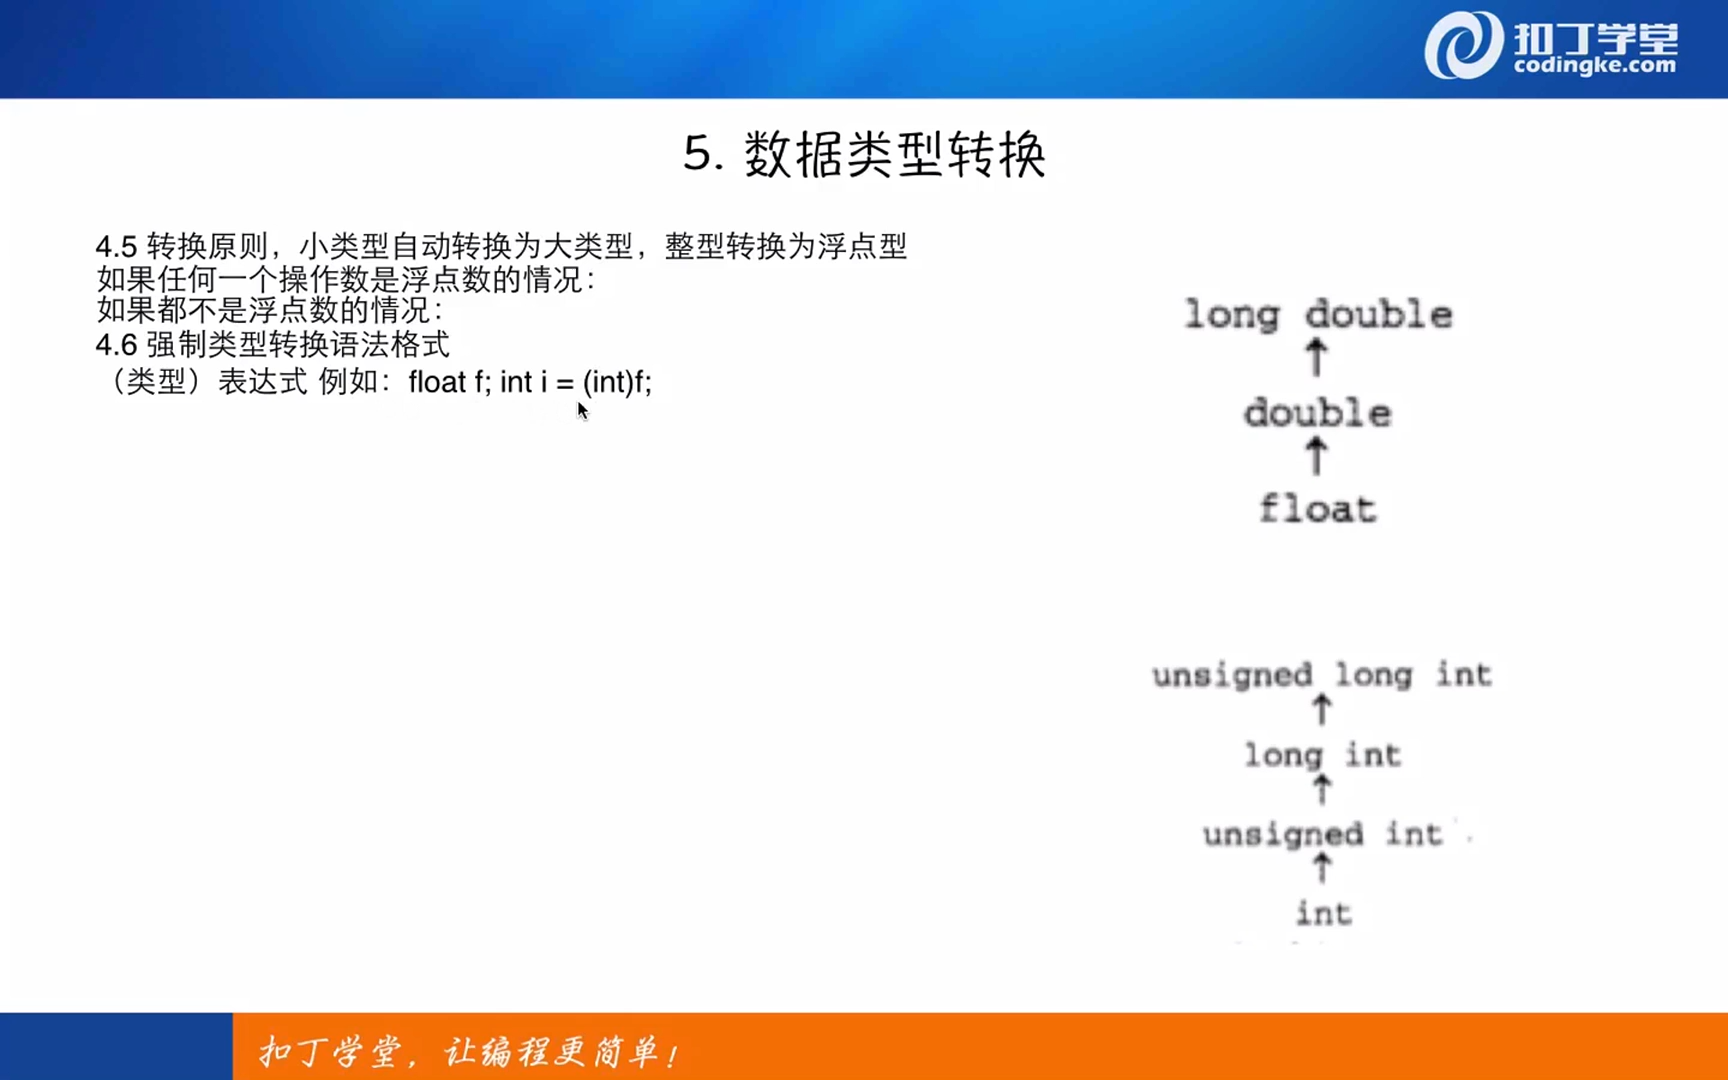 扣丁学堂
codingke.com
5. 数据类型转换
4.5 转换原则，小类型自动转换为大类型，整型转换为浮点型
如果任何一个操作数是浮点数的情况：
如果都不是浮点数的情况：
4.6 强制类型转换语法格式
（类型）表达式 例如：float f; int i = (int)f;
long double
double
float
unsigned long int
long int
unsigned int
int
扣丁学堂，让编程更简单！